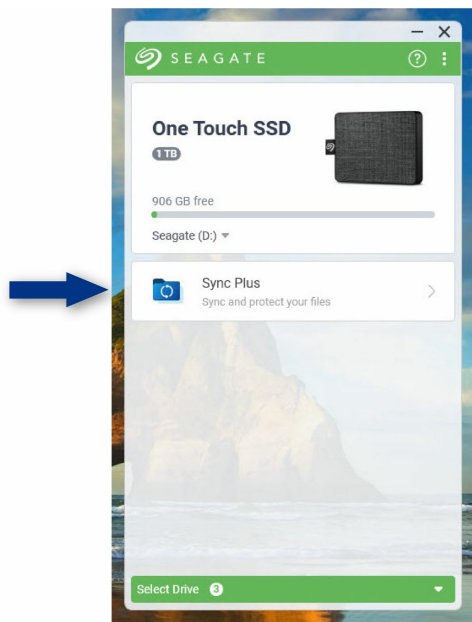 SEAGATE
One Touch SSD
1 TB
906 GB free
Seagate (D:)
Sync Plus
Sync and protect your files
Select Drive 3